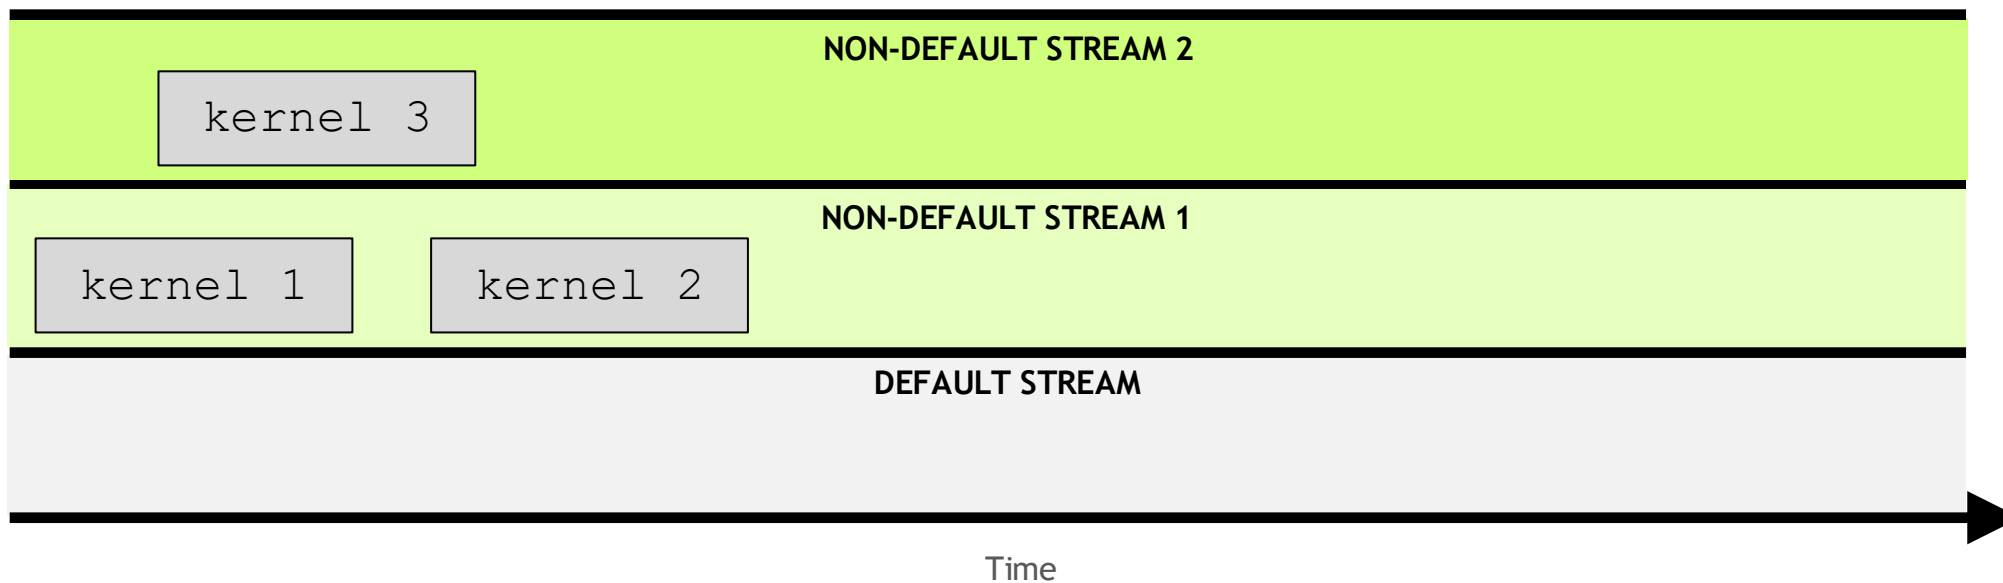 NON-DEFAULT STREAM 2
kernel 3
NON-DEFAULT STREAM 1
kernel 1 kernel 2
DEFAULT STREAM
Time